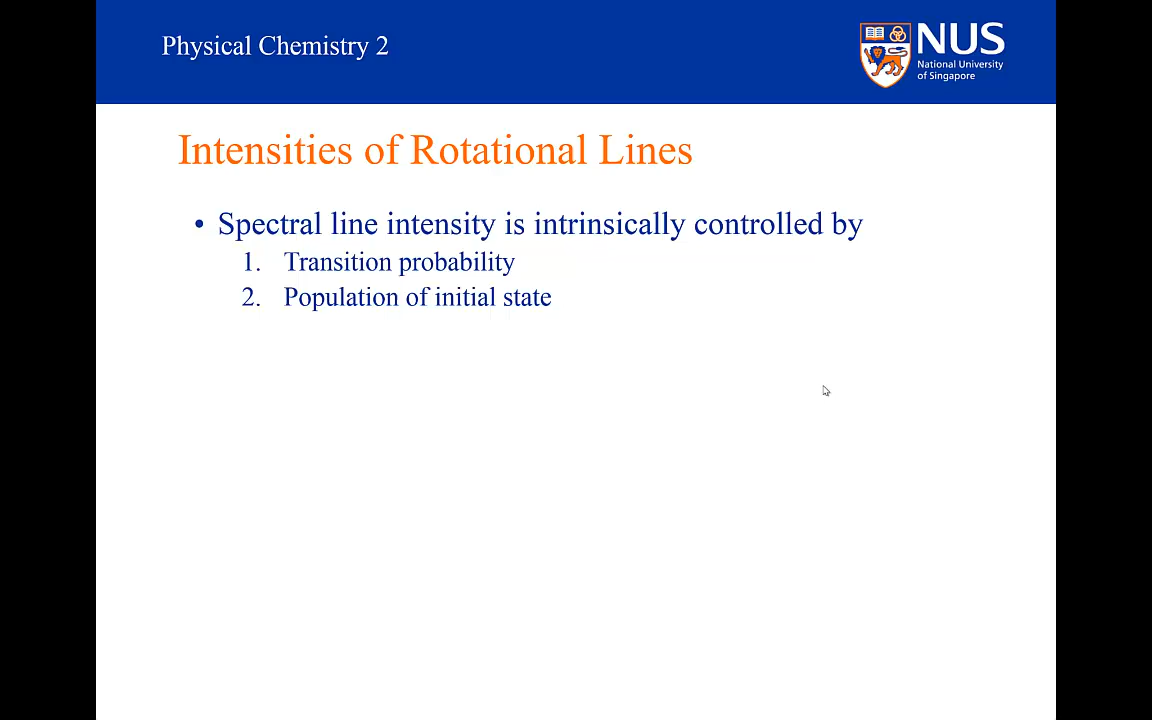 Physical Chemistry 2
NUS
National University
of Singapore
Intensities of Rotational Lines
• Spectral line intensity is intrinsically controlled by
1. Transition probability
2. Population of initial state